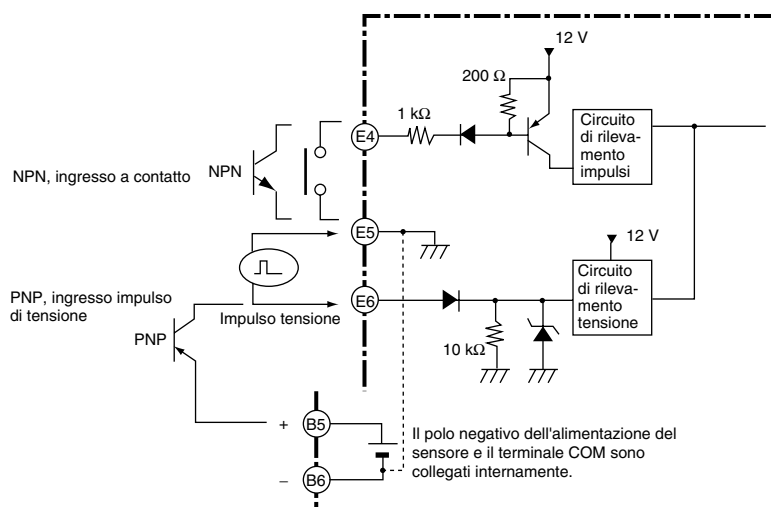 12 V
200 Ω
1 kΩ
E4
Circuito
di rileva-
mento
impulsi
NPN, ingresso a contatto
NPN
E5
12 V
Circuito
di rileva-
mento
tensione
PNP, ingresso impulso
di tensione
E6
Impulso tensione
PNP
10 kΩ
+
B5
Il polo negativo dell'alimentazione del
sensore e il terminale COM sono
collegati internamente.
–
B6